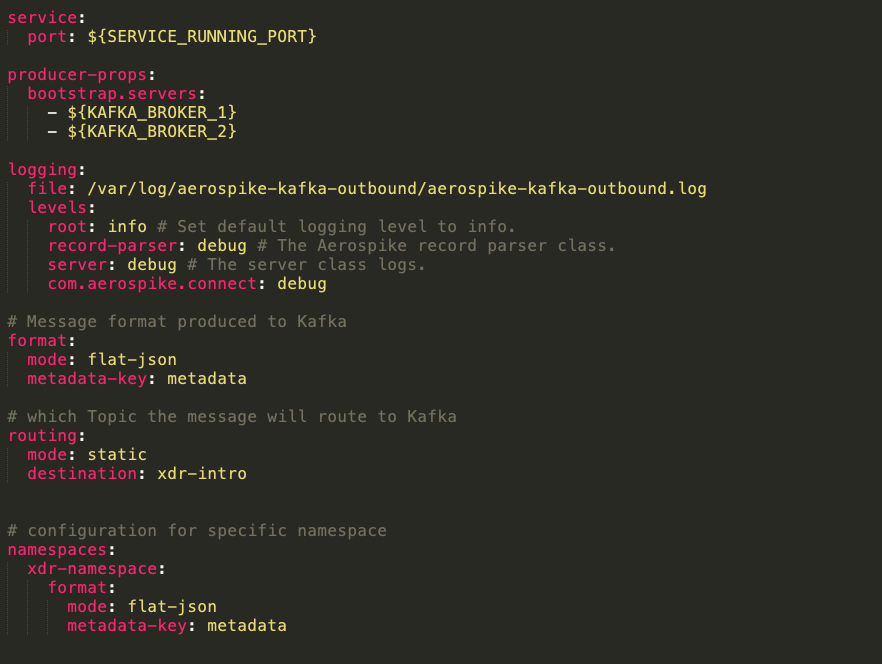 service:
  port: ${SERVICE_RUNNING_PORT}

producer-props:
  bootstrap.servers:
    - ${KAFKA_BROKER_1}
    - ${KAFKA_BROKER_2}

logging:
  file: /var/log/aerospike-kafka-outbound/aerospike-kafka-outbound.log
  levels:
    root: info # Set default logging level to info.
    record-parser: debug # The Aerospike record parser class.
    server: debug # The server class logs.
    com.aerospike.connect: debug

# Message format produced to Kafka
format:
  mode: flat-json
  metadata-key: metadata

# which Topic the message will route to Kafka
routing:
  mode: static
  destination: xdr-intro


# configuration for specific namespace
namespaces:
  xdr-namespace:
    format:
      mode: flat-json
      metadata-key: metadata